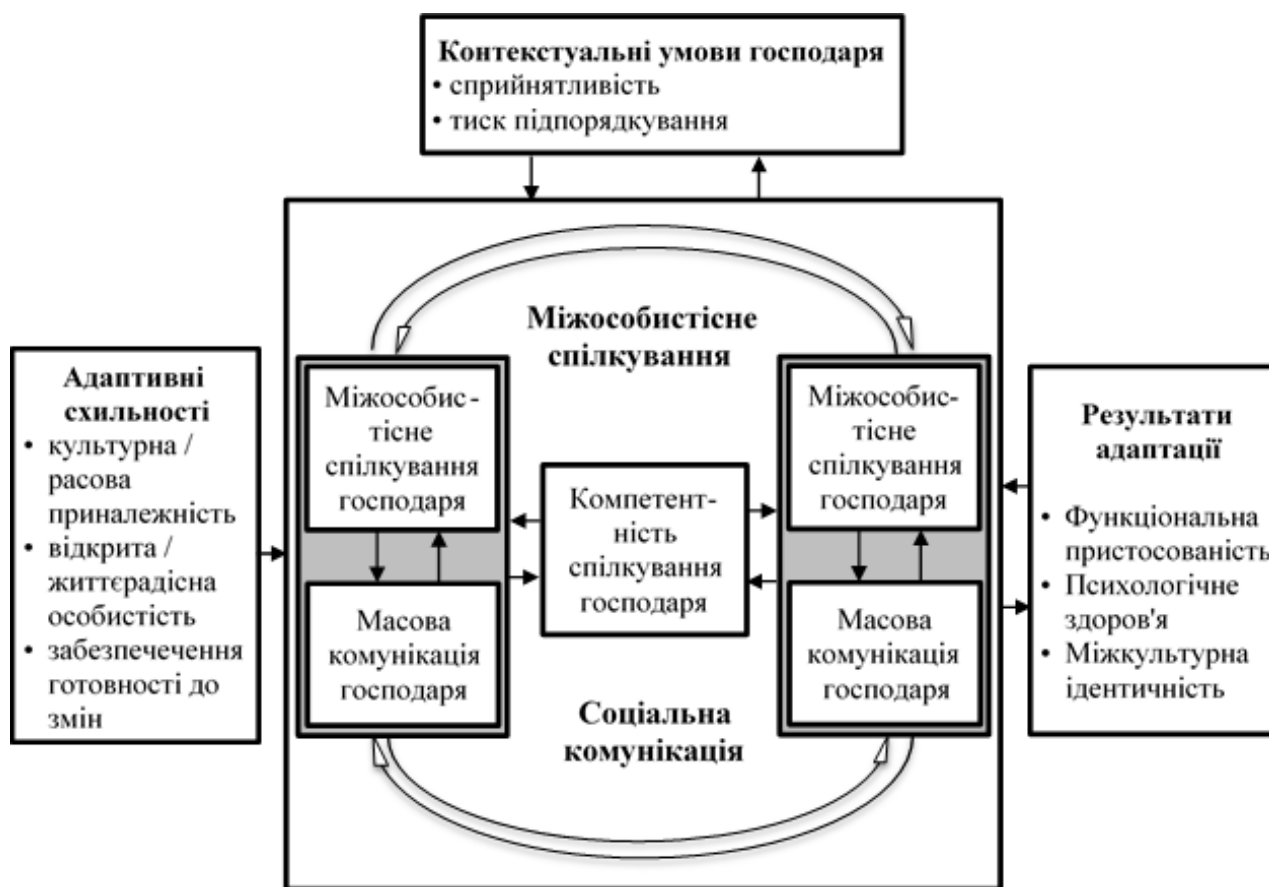 Контекстуальні умови господаря
• сприйнятливість
• тиск підпорядкування
Міжособистісне
спілкування
Адаптивні
схильності
• культурна /
расова
приналежність
• відкрита /
життєрадісна
особистість
• забезпечечення
готовності до
змін
Міжособис-
тісне
спілкування
господаря
Масова
комунікація
господаря
Компетент-
ність
спілкування
господаря
Міжособис-
тісне
спілкування
господаря
Масова
комунікація
господаря
Соціальна
комунікація
Результати
адаптації
• Функціональна
пристосованість
• Психологічне
здоров'я
• Міжкультурна
ідентичність